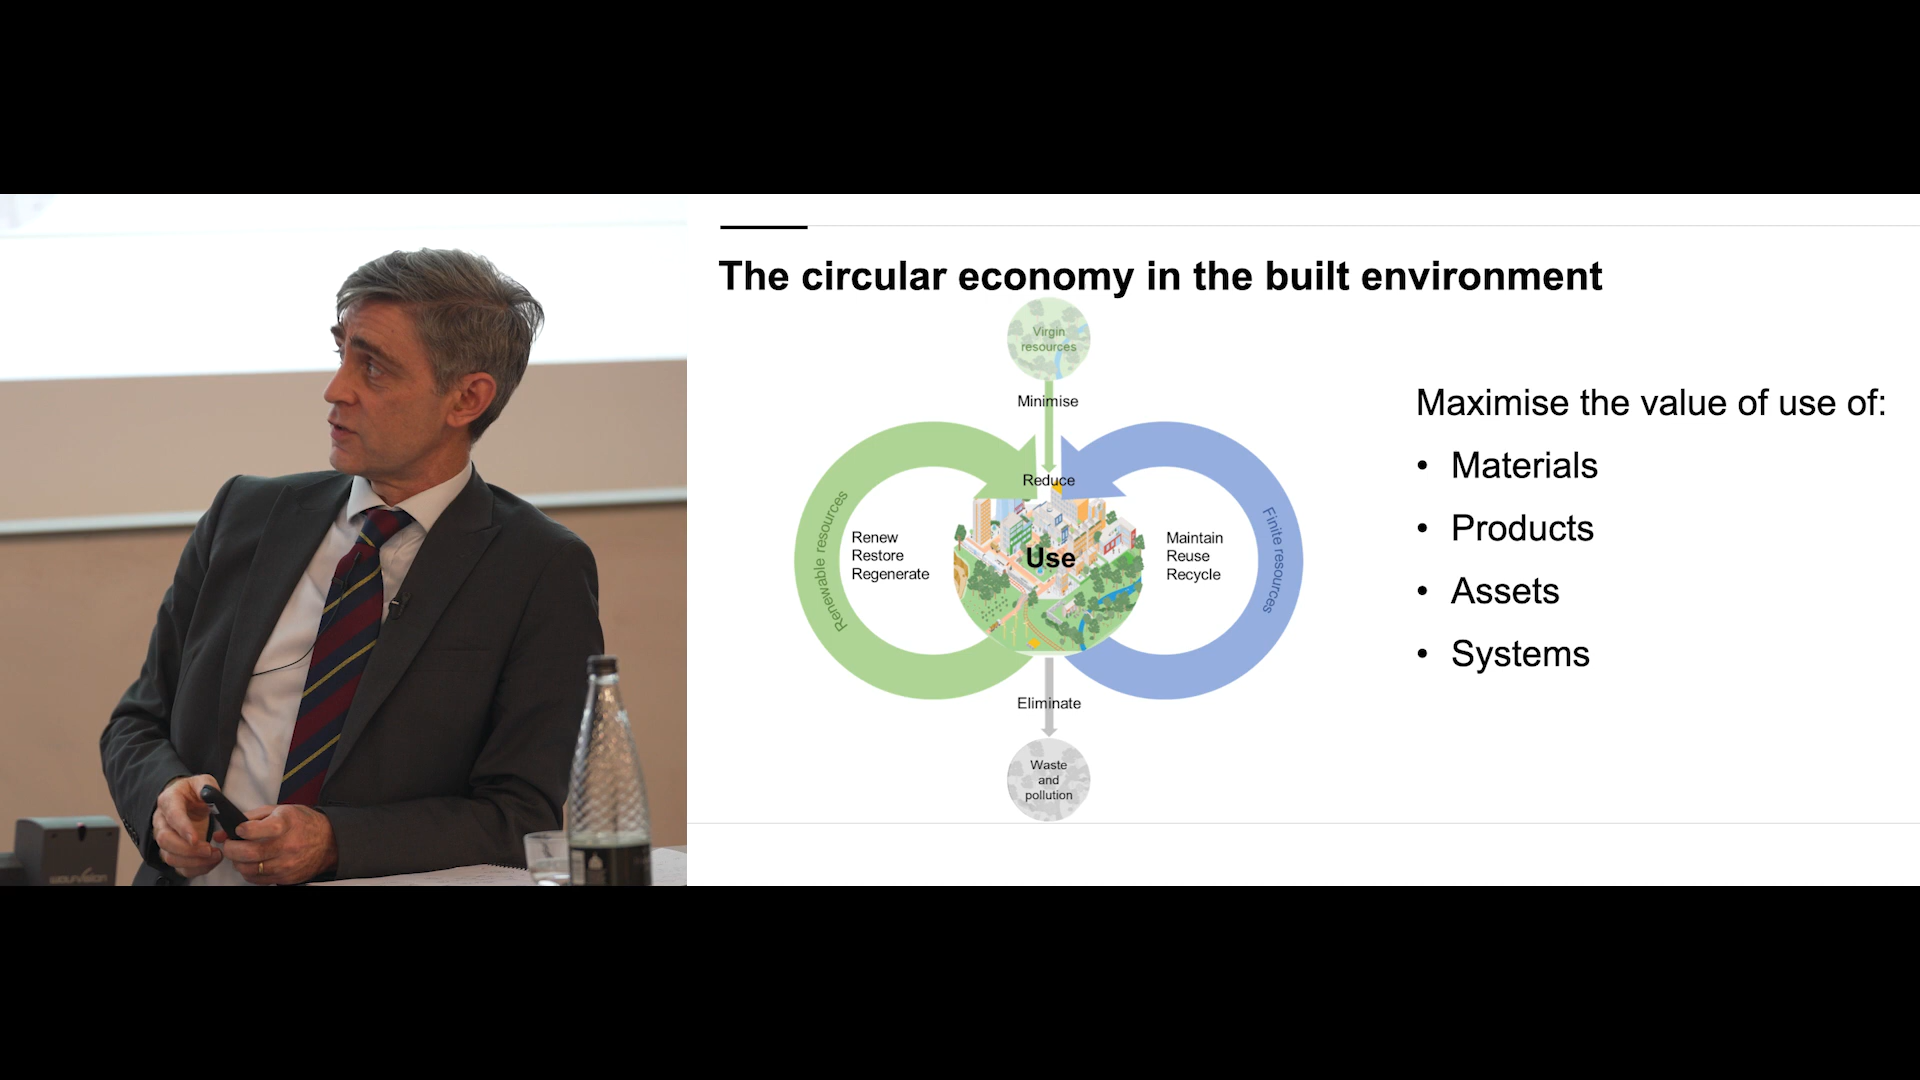 The circular economy in the built environment
Virgin
resources
Minimise
Reduce
Renewable resources
Renew
Restore
Regenerate
Use
Maintain
Reuse
Recycle
Finite resources
Eliminate
Waste
and
pollution
Maximise the value of use of:
• Materials
• Products
• Assets
• Systems
wolfvision